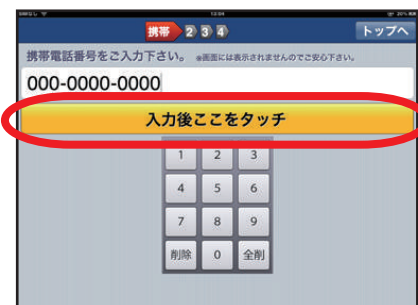 12:04
携帯 2 3 4 トップへ
携帯電話番号をご入力下さい。 ※画面には表示されませんのでご安心下さい。
000-0000-0000
入力後ここをタッチ
1 2 3
4 5 6
7 8 9
削除 0 全削